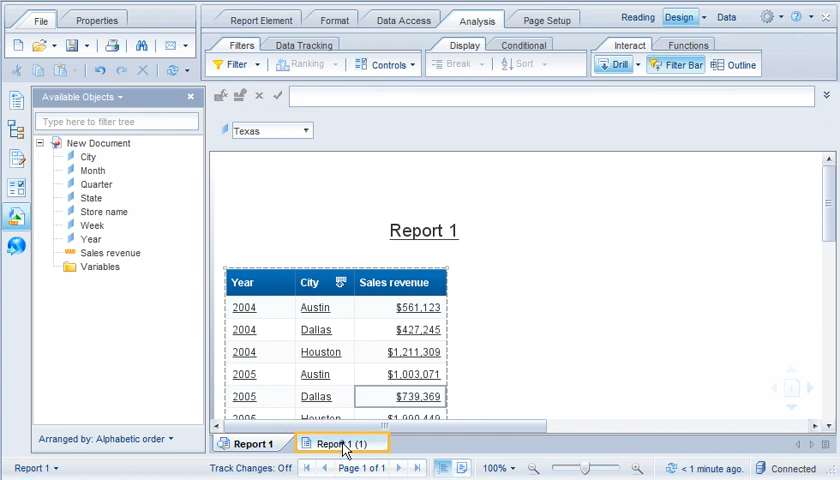 File
Properties
Report Element
Format
Data Access
Analysis
Page Setup
Reading
Design
Data
Filters
Data Tracking
Display
Conditional
Interact
Functions
Filter
Ranking
Controls
Break
Sort
Drill
Filter Bar
Outline
Available Objects
Type here to filter tree
New Document
City
Month
Quarter
State
Store name
Week
Year
Sales revenue
Variables
Arranged by: Alphabetic order
Texas
Report 1
Year City Sales revenue
2004 Austin $561,123
2004 Dallas $427,245
2004 Houston $1,211,309
2005 Austin $1,003,071
2005 Dallas $739,369
2005 Houston $1,990,449
Report 1
Report 1 (1)
Report 1
Track Changes: Off
Page 1 of 1
100%
< 1 minute ago.
Connected